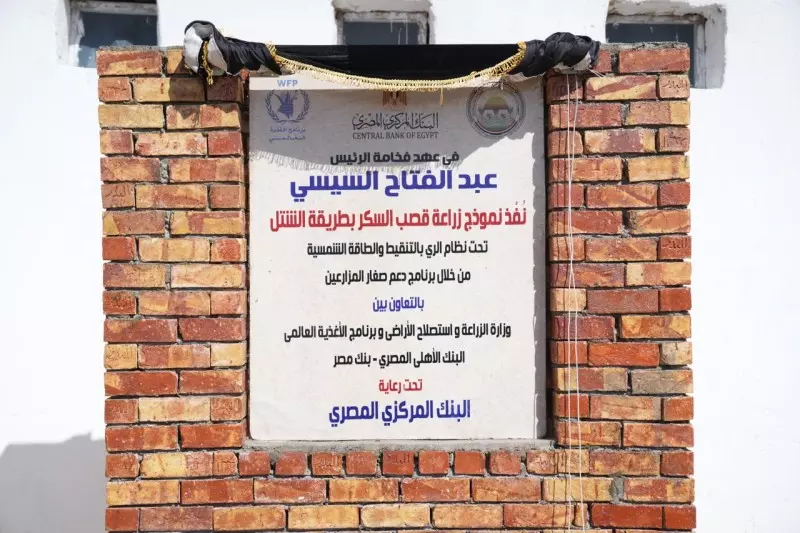 WFP
برنامج الأغذية العالمي
البنك المركزي المصري
CENTRAL BANK OF EGYPT
في عهد فخامة الرئيس
عبد الفتاح السيسي
نُفذ نموذج زراعة قصب السكر بطريقة الشتل
تحت نظام الري بالتنقيط والطاقة الشمسية
من خلال برنامج دعم صغار المزارعين
بالتعاون بين
وزارة الزراعة و استصلاح الأراضى و برنامج الأغذية العالمى
البنك الأهلى المصري - بنك مصر
تحت رعاية
البنك المركزي المصري